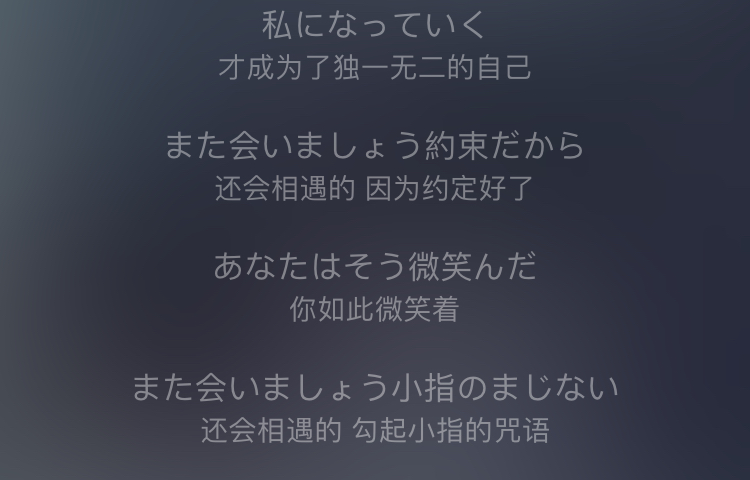 私になっていく
才成为了独一无二的自己
また会いましょう約束だから
还会相遇的 因为约定好了
あなたはそう微笑んだ
你如此微笑着
また会いましょう小指のまじない
还会相遇的 勾起小指的咒语